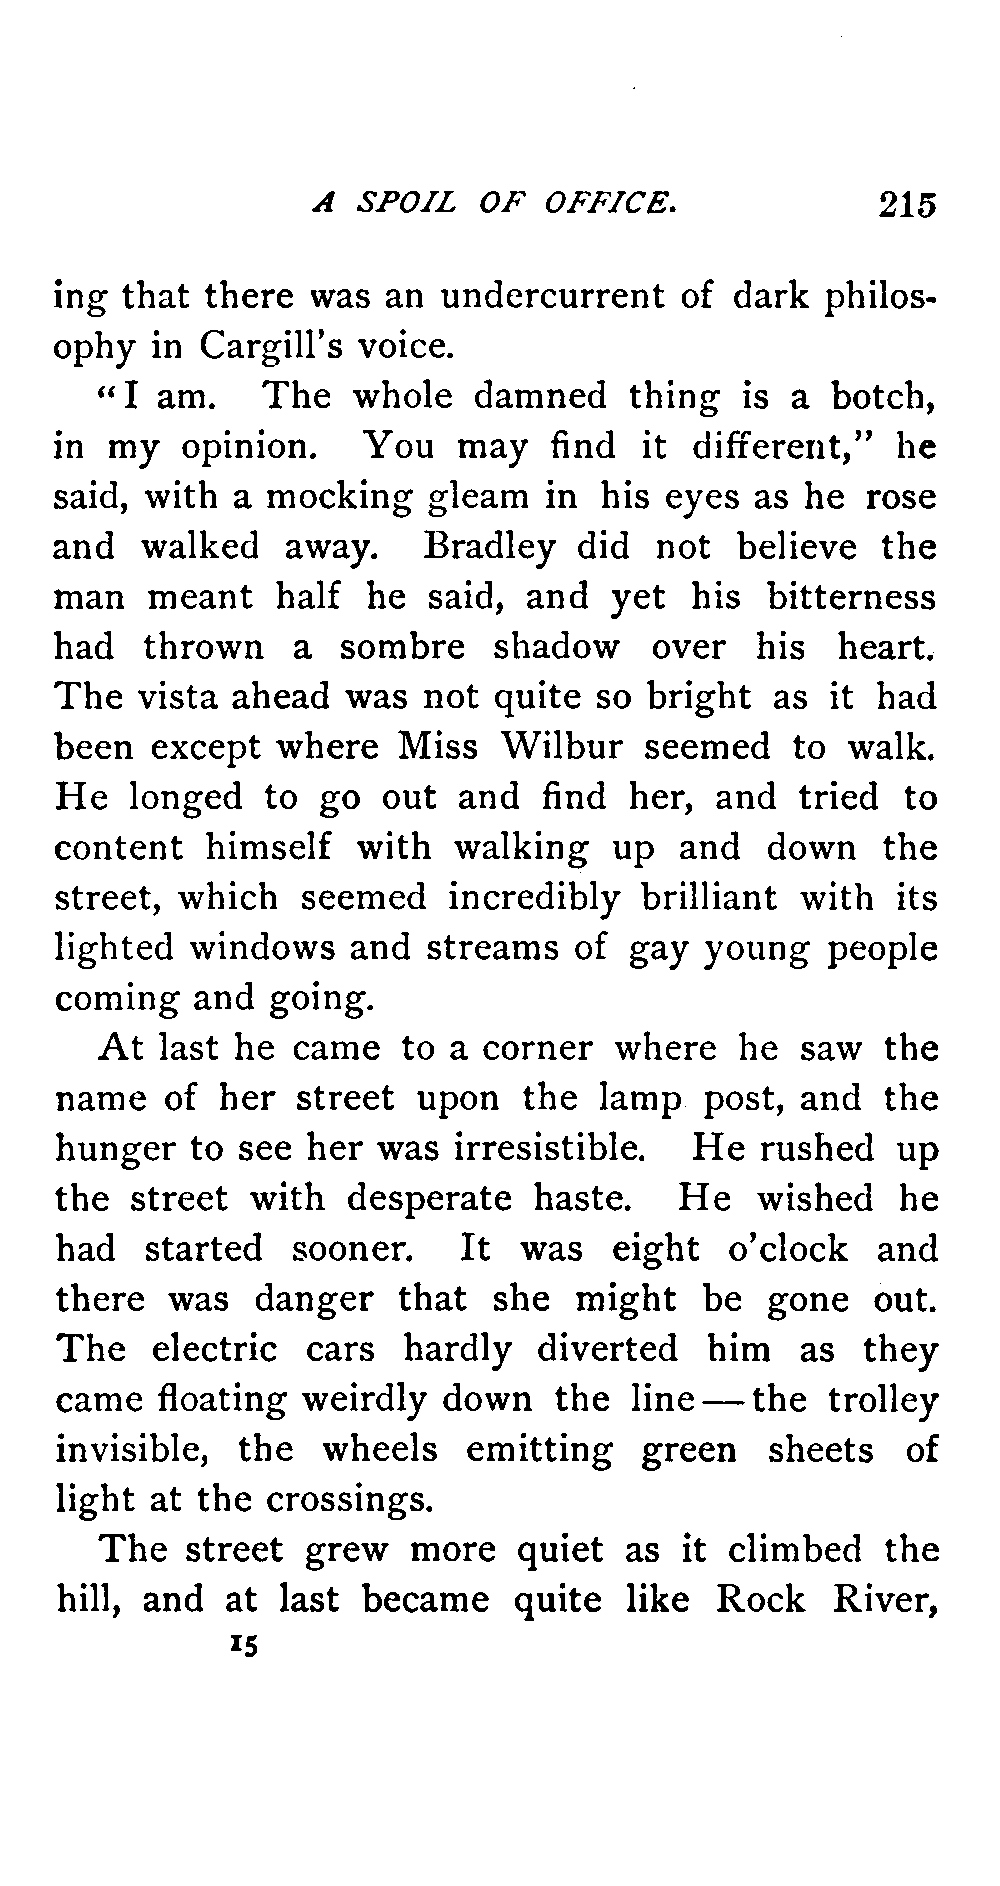 A SPOIL OF OFFICE. 215
ing that there was an undercurrent of dark philos-
ophy in Cargill's voice.
"I am. The whole damned thing is a botch,
in my opinion. You may find it different," he
said, with a mocking gleam in his eyes as he rose
and walked away. Bradley did not believe the
man meant half he said, and yet his bitterness
had thrown a sombre shadow over his heart.
The vista ahead was not quite so bright as it had
been except where Miss Wilbur seemed to walk.
He longed to go out and find her, and tried to
content himself with walking up and down the
street, which seemed incredibly brilliant with its
lighted windows and streams of gay young people
coming and going.
At last he came to a corner where he saw the
name of her street upon the lamp post, and the
hunger to see her was irresistible. He rushed up
the street with desperate haste. He wished he
had started sooner. It was eight o'clock and
there was danger that she might be gone out.
The electric cars hardly diverted him as they
came floating weirdly down the line — the trolley
invisible, the wheels emitting green sheets of
light at the crossings.
The street grew more quiet as it climbed the
hill, and at last became quite like Rock River,
15